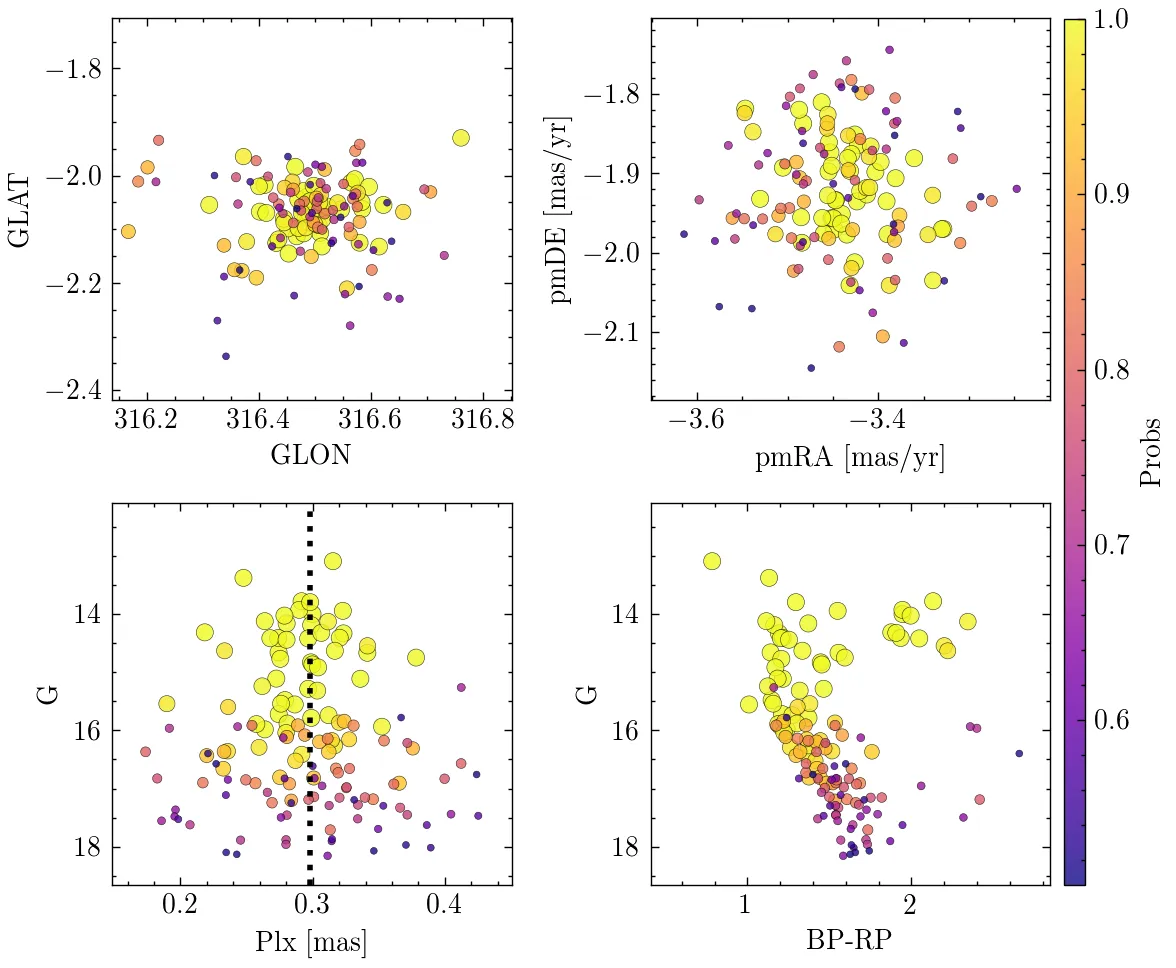 −1.8
−2.0
−2.2
−2.4
GLAT
316.2 316.4 316.6 316.8
GLON
−1.8
−1.9
−2.0
−2.1
pmDE [mas/yr]
−3.6 −3.4
pmRA [mas/yr]
1.0
0.9
0.8
0.7
0.6
Probs
14
16
18
G
0.2 0.3 0.4
Plx [mas]
14
16
18
G
1 2
BP-RP